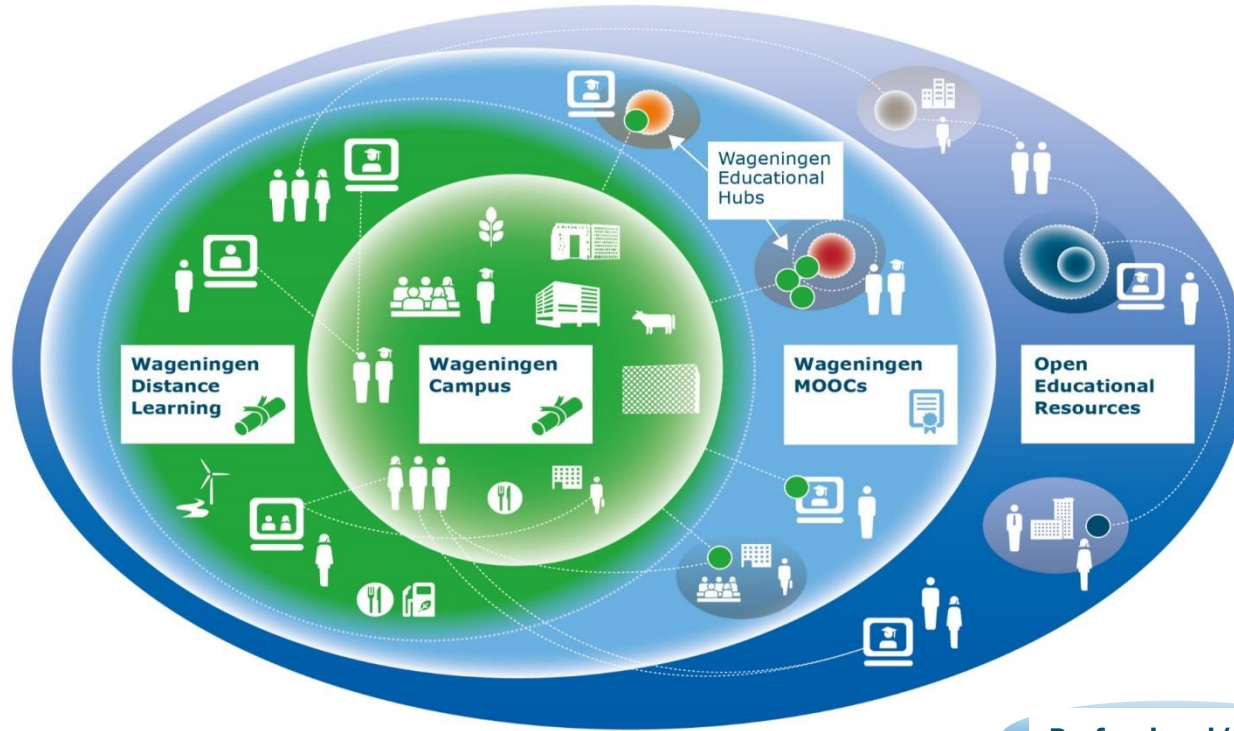 Wageningen
Educational
Hubs
Wageningen
Distance
Learning
Wageningen
Campus
Wageningen
MOOCs
Open
Educational
Resources